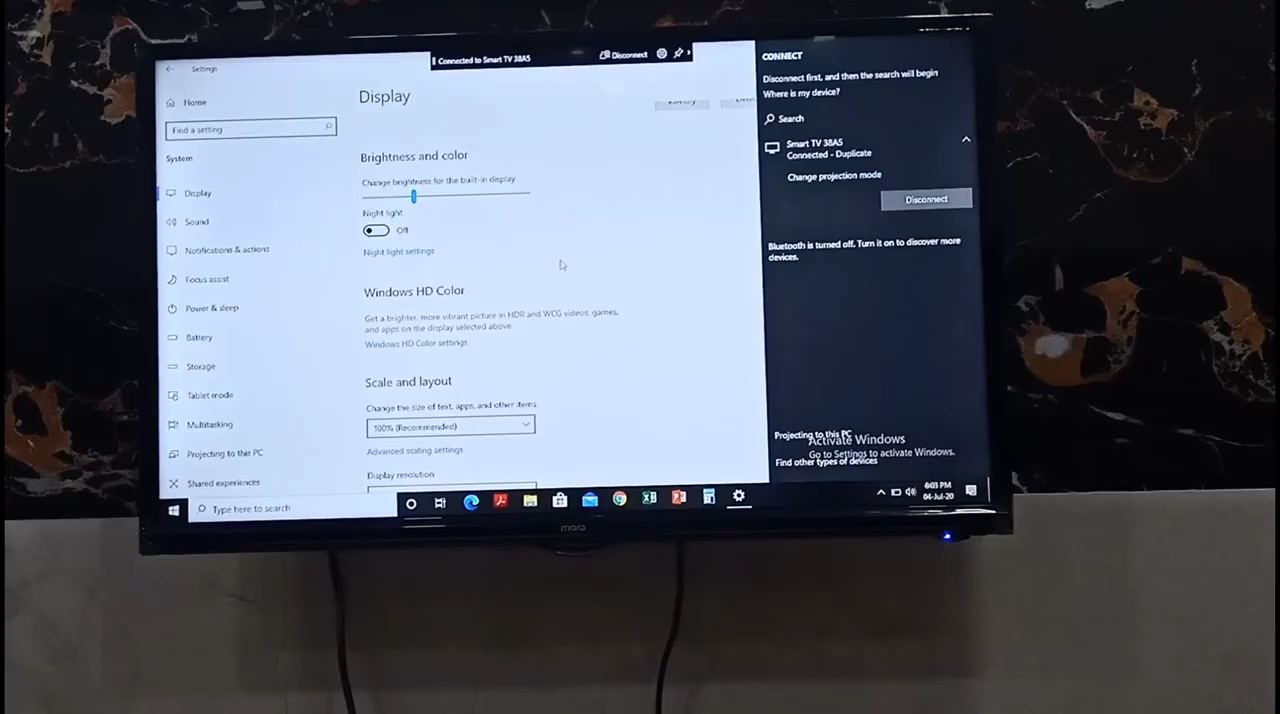 Settings
Connected to Smart TV 38A5
Disconnect
Home
Find a setting
System
Display
Sound
Notifications & actions
Focus assist
Power & sleep
Battery
Storage
Tablet mode
Multitasking
Projecting to this PC
Shared experiences
Display
Brightness and color
Change brightness for the built-in display
Night light
Off
Night light settings
Windows HD Color
Get a brighter, more vibrant picture in HDR and WCG videos, games,
and apps on the display selected above.
Windows HD Color settings
Scale and layout
Change the size of text, apps, and other items
100% (Recommended)
Advanced scaling settings
Display resolution
CONNECT
Disconnect first, and then the search will begin
Where is my device?
Search
Smart TV 38A5
Connected - Duplicate
Change projection mode
Disconnect
Bluetooth is turned off. Turn it on to discover more
devices.
Projecting to this PC
Activate Windows
Go to Settings to activate Windows.
Find other types of devices
Type here to search
6:03 PM
04-Jul-20